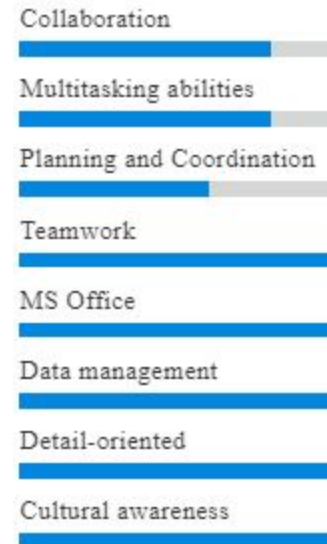 Collaboration
Multitasking abilities
Planning and Coordination
Teamwork
MS Office
Data management
Detail-oriented
Cultural awareness